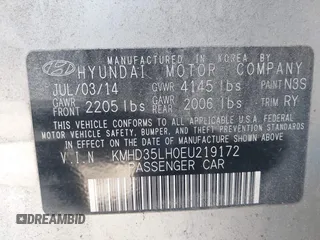 MANUFACTURED IN KOREA BY
HYUNDAI MOTOR COMPANY
JUL/03/14 GVWR 4145 lbs PAINT N3S
GAWR FRONT 2205 lbs GAWR REAR 2006 lbs TRIM RY
THIS VEHICLE CONFORMS TO ALL APPLICABLE
FEDERAL MOTOR VEHICLE SAFETY, BUMPER,
AND THEFT PREVENTION STANDARDS IN EFFECT ON
THE DATE OF MANUFACTURE SHOWN ABOVE.
V.I.N KMHD35LH0EU219172
PASSENGER CAR
AUTOBIDMASTER